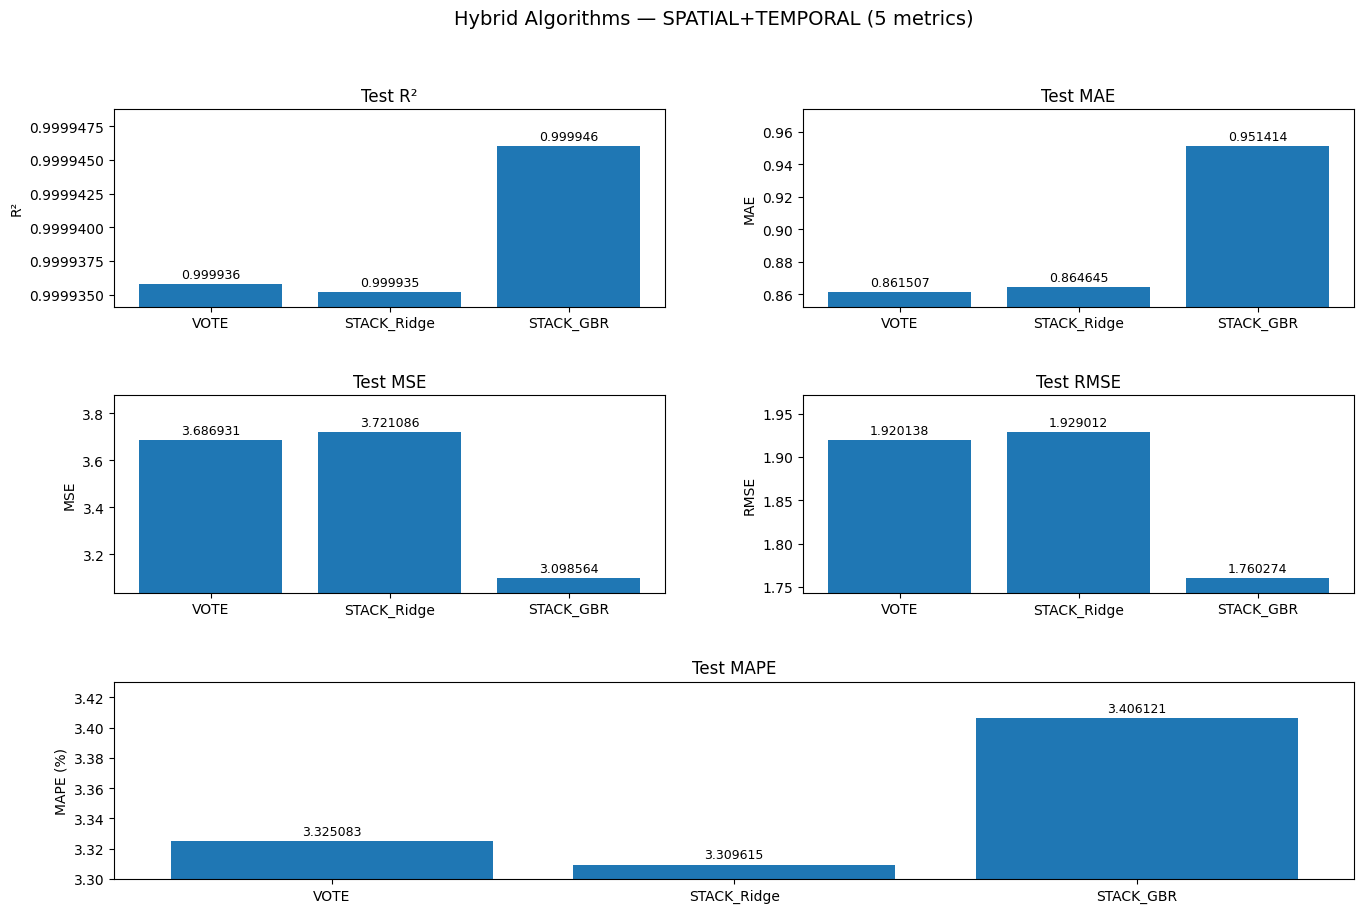 Hybrid Algorithms — SPATIAL+TEMPORAL (5 metrics)
Test R²
R²
0.9999475
0.9999450
0.9999425
0.9999400
0.9999375
0.9999350
0.999936
0.999935
0.999946
VOTE
STACK_Ridge
STACK_GBR
Test MAE
MAE
0.96
0.94
0.92
0.90
0.88
0.86
0.861507
0.864645
0.951414
VOTE
STACK_Ridge
STACK_GBR
Test MSE
MSE
3.8
3.6
3.4
3.2
3.686931
3.721086
3.098564
VOTE
STACK_Ridge
STACK_GBR
Test RMSE
RMSE
1.95
1.90
1.85
1.80
1.75
1.920138
1.929012
1.760274
VOTE
STACK_Ridge
STACK_GBR
Test MAPE
MAPE (%)
3.42
3.40
3.38
3.36
3.34
3.32
3.30
3.325083
3.309615
3.406121
VOTE
STACK_Ridge
STACK_GBR